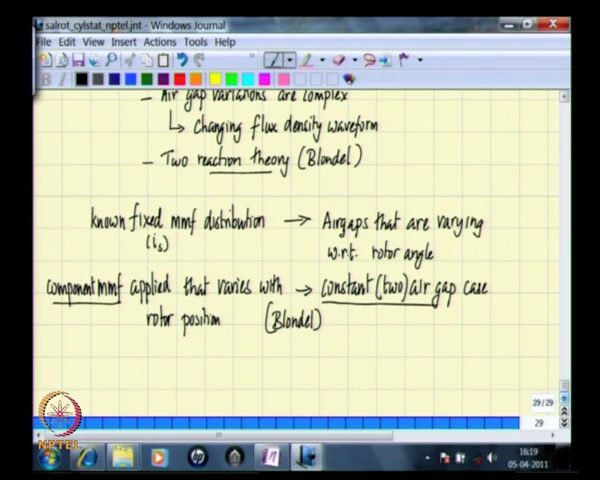 salrot_cylstat_nptel.jnt - Windows Journal
File Edit View Insert Actions Tools Help
– Air gap variations are complex
↳ Changing flux density waveform
– Two reaction theory (Blondel)
known fixed mmf distribution → Airgaps that are varying
(is) w.r.t. rotor angle
component mmf applied that varies with → constant (two) air gap case
rotor position (Blondel)
29/29
29
NPTEL
16:19
05-04-2011